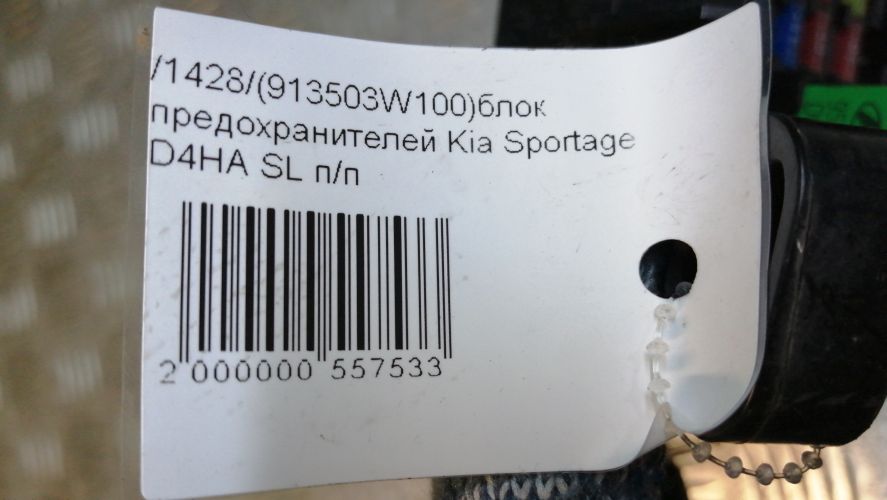 /1428/(913503W100)блок
предохранителей Kia Sportage
D4HA SL п/п
2 000000 557533